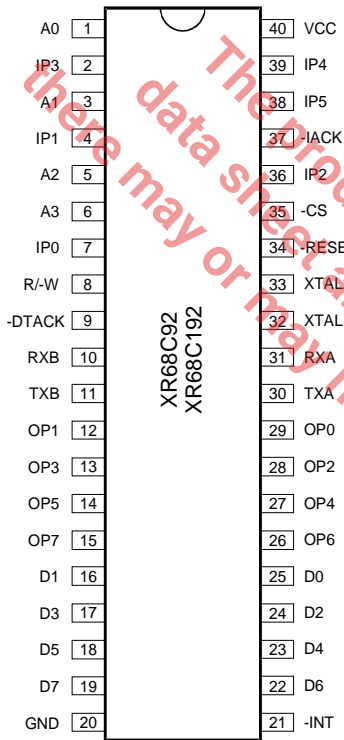 A0 1 40 VCC
IP3 2 39 IP4
A1 3 38 IP5
IP1 4 37 -IACK
A2 5 36 IP2
A3 6 35 -CS
IP0 7 34 -RESE
R/-W 8 33 XTAL
-DTACK 9 32 XTAL
RXB 10 31 RXA
TXB 11 30 TXA
OP1 12 29 OP0
OP3 13 28 OP2
OP5 14 27 OP4
OP7 15 26 OP6
D1 16 25 D0
D3 17 24 D2
D5 18 23 D4
D7 19 22 D6
GND 20 21 -INT
XR68C92
XR68C192
The prod
data sheet a
there may or may n